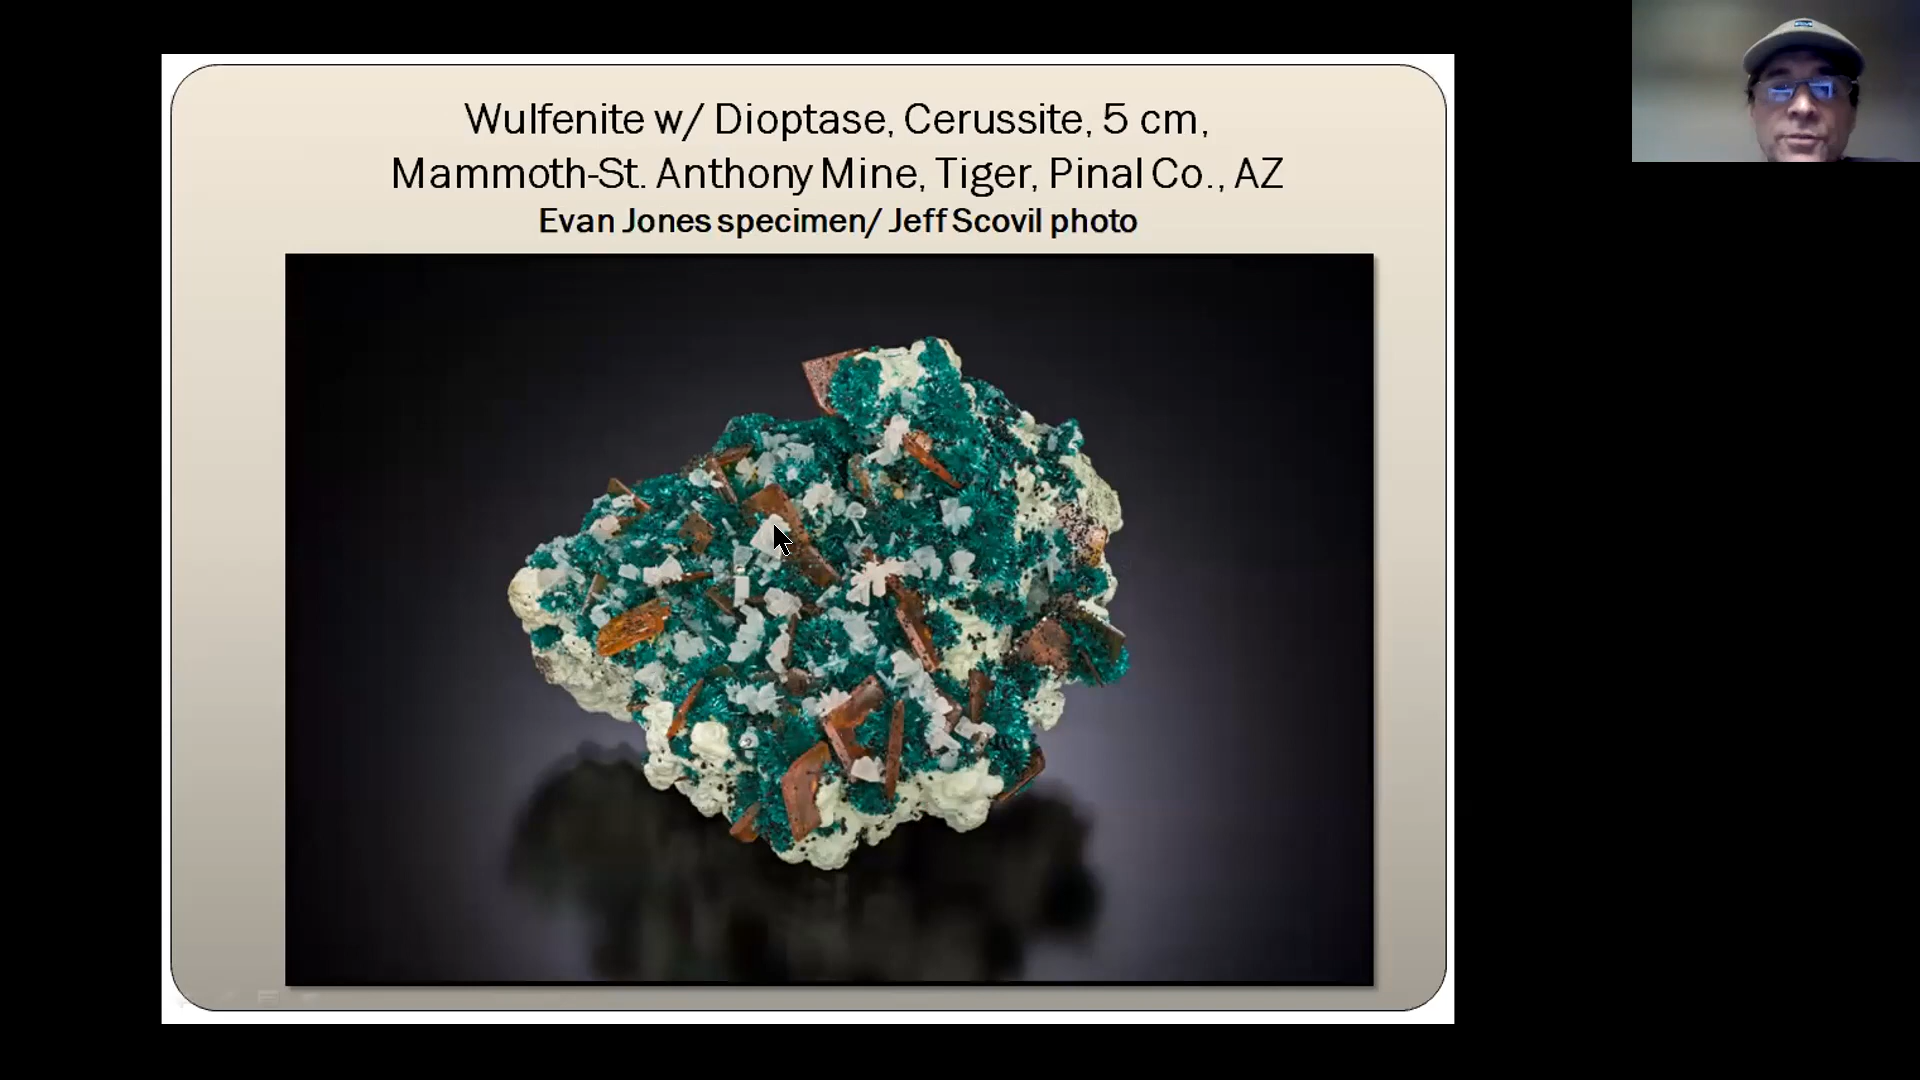 Wulfenite w/ Dioptase, Cerussite, 5 cm,
Mammoth-St. Anthony Mine, Tiger, Pinal Co., AZ
Evan Jones specimen/ Jeff Scovil photo